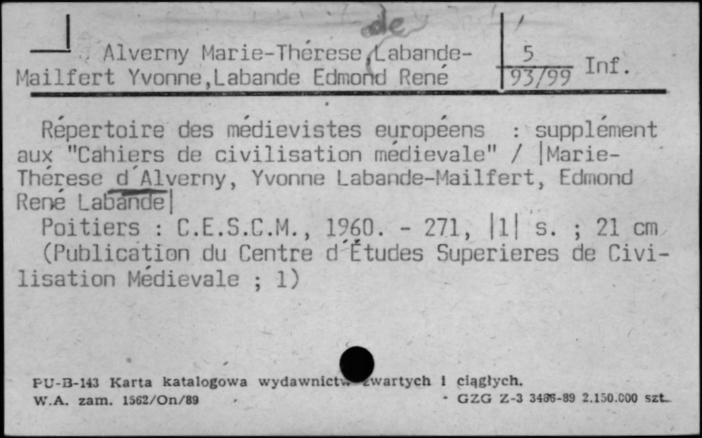 de
Alverny Marie-Thérese, Labande-
Mailfert Yvonne,Labande Edmond René
5
93/99 Inf.
Répertoire des médievistes européens : supplément
aux "Cahiers de civilisation médievale" / |Marie-
Thérese d'Alverny, Yvonne Labande-Mailfert, Edmond
René Labande|
Poitiers : C.E.S.C.M., 1960. - 271, |1| s. ; 21 cm
(Publication du Centre d'Études Superieres de Civi-
lisation Médievale ; 1)
PU-B-143 Karta katalogowa wydawnictw zwartych i ciągłych.
W.A. zam. 1562/On/89 GZG Z-3 3486-89 2.150.000 szt.